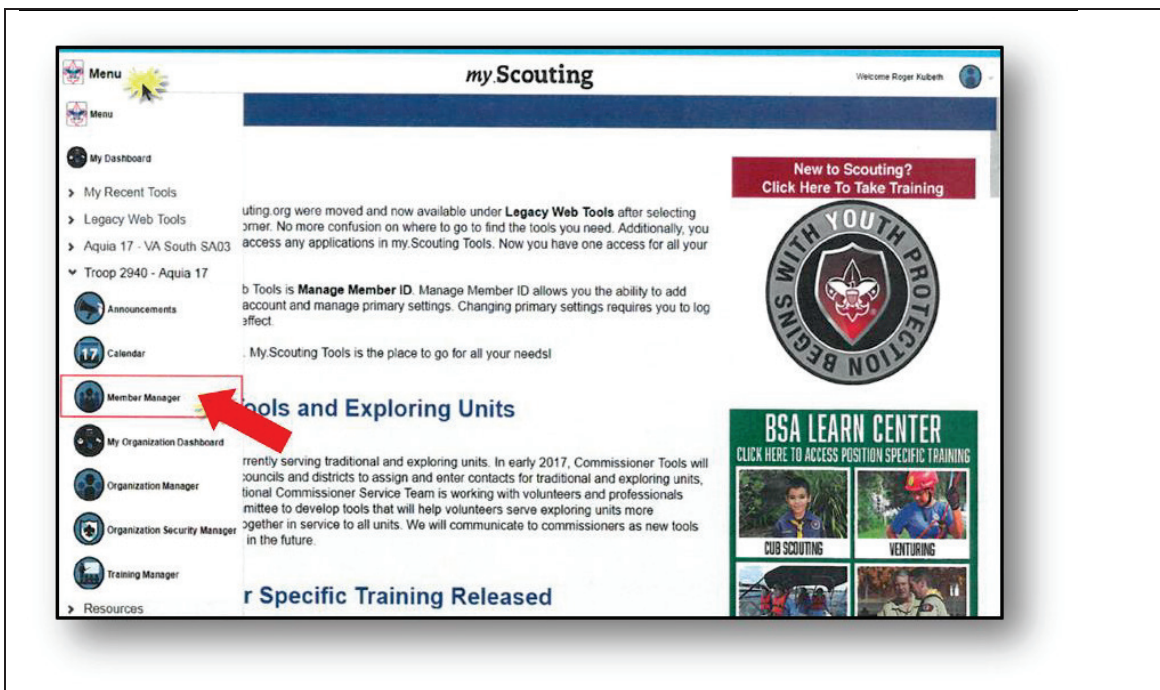 Menu
my.Scouting
Welcome Roger Kulbeth
Menu
My Dashboard
My Recent Tools
Legacy Web Tools
Aquia 17 - VA South SA03
Troop 2940 - Aquia 17
Announcements
17
Calendar
Member Manager
My Organization Dashboard
Organization Manager
Organization Security Manager
Training Manager
Resources
uting.org were moved and now available under Legacy Web Tools after selecting
orner. No more confusion on where to go to find the tools you need. Additionally, you
access any applications in my.Scouting Tools. Now you have one access for all your
b Tools is Manage Member ID. Manage Member ID allows you the ability to add
account and manage primary settings. Changing primary settings requires you to log
effect.
. My.Scouting Tools is the place to go for all your needs!
ools and Exploring Units
rrently serving traditional and exploring units. In early 2017, Commissioner Tools will
councils and districts to assign and enter contacts for traditional and exploring units,
tional Commissioner Service Team is working with volunteers and professionals
mmittee to develop tools that will help volunteers serve exploring units more
ogether in service to all units. We will communicate to commissioners as new tools
in the future.
r Specific Training Released
New to Scouting?
Click Here To Take Training
YOUTH PROTECTION BEGINS WITH YOU
BSA LEARN CENTER
CLICK HERE TO ACCESS POSITION SPECIFIC TRAINING
CUB SCOUTING
VENTURING